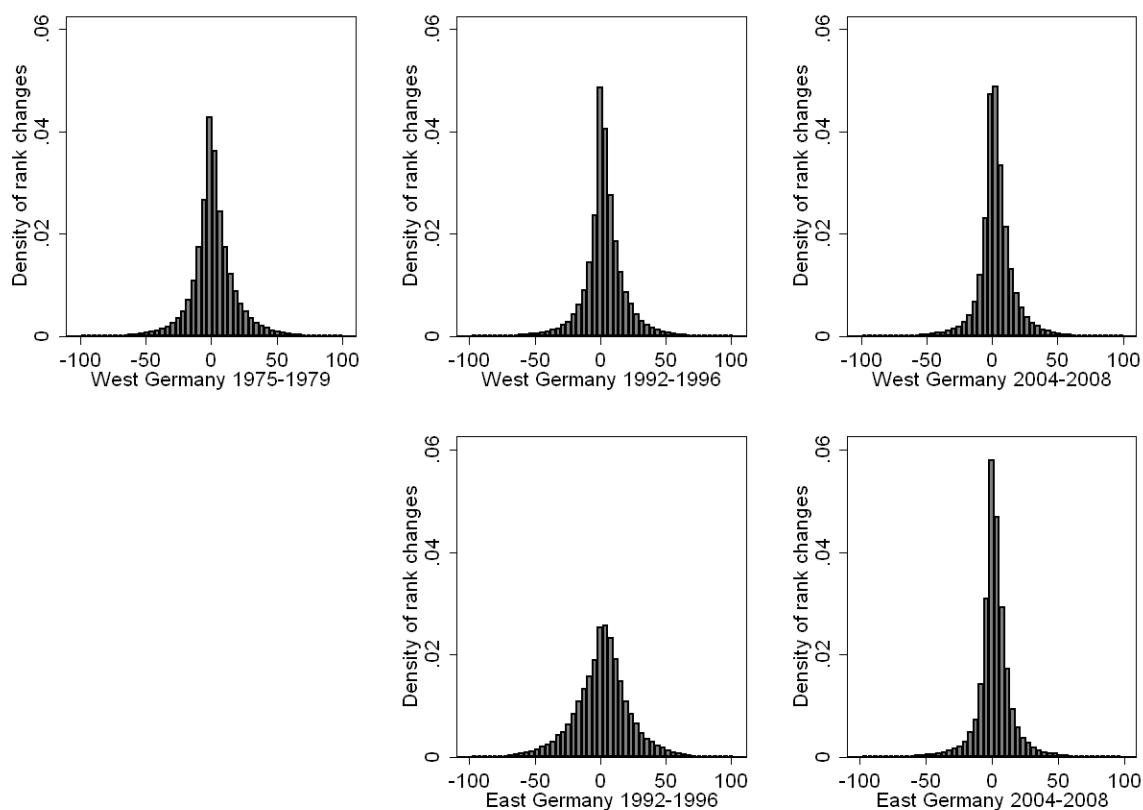 Density of rank changes
.06
.04
.02
0
-100 -50 0 50 100
West Germany 1975-1979
Density of rank changes
.06
.04
.02
0
-100 -50 0 50 100
West Germany 1992-1996
Density of rank changes
.06
.04
.02
0
-100 -50 0 50 100
West Germany 2004-2008
Density of rank changes
.06
.04
.02
0
-100 -50 0 50 100
East Germany 1992-1996
Density of rank changes
.06
.04
.02
0
-100 -50 0 50 100
East Germany 2004-2008